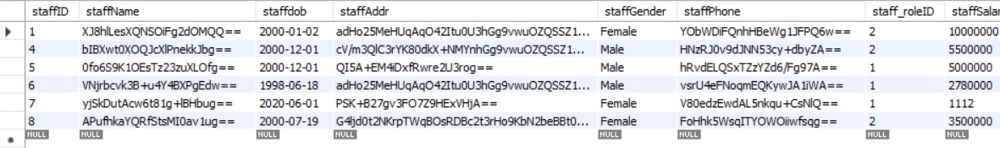 staffID staffName staffdob staffAddr staffGender staffPhone staff_roleID staffSalar
1 XJ8hlLesXQNSOiFg2dOMQQ== 2000-01-02 adHo25MeHUqAqO42Itu0U3hGg9vwuOZQSSZ1... Female YObWDiFQnhHBeWg1JFPQ6w== 2 10000000
4 bIBXwt0XOQJcXlPnekkJbg== 2000-12-01 cV/m3QlC3rYK80dkX+NMYnhGg9vwuOZQSSZ1... Male HNzRJ0v9dJNN53cy+dbyZA== 2 5500000
5 0fo6S9K1OEsTz23zuXLOfg== 2000-12-01 QI5A+EM4iDxfRwre2U3rog== Male hRvdELQSxTZzYZd6/Fg97A== 1 5000000
6 VNjrbcvk3B+u4Y4BXPgEdw== 1998-06-18 adHo25MeHUqAqO42Itu0U3hGg9vwuOZQSSZ1... Male vsrU4eFNoqmEQKywJA1iWA== 1 2780000
7 yjSkDutAcw6t81g+lBHbug== 2020-06-01 PSK+B27gv3FO7Z9HExVHjA== Female V80edzEwdAL5nkqu+CsNlQ== 1 1112
8 APufhkaYQRfStsMI0av1ug== 2000-07-19 G4ljd0t2NKrpTWqBOsRDBc2t3rHo9KbN2beBBt0... Female FoHhk5WsqITYOWOiiwfsqg== 2 3500000
NULL NULL NULL NULL NULL NULL NULL NULL